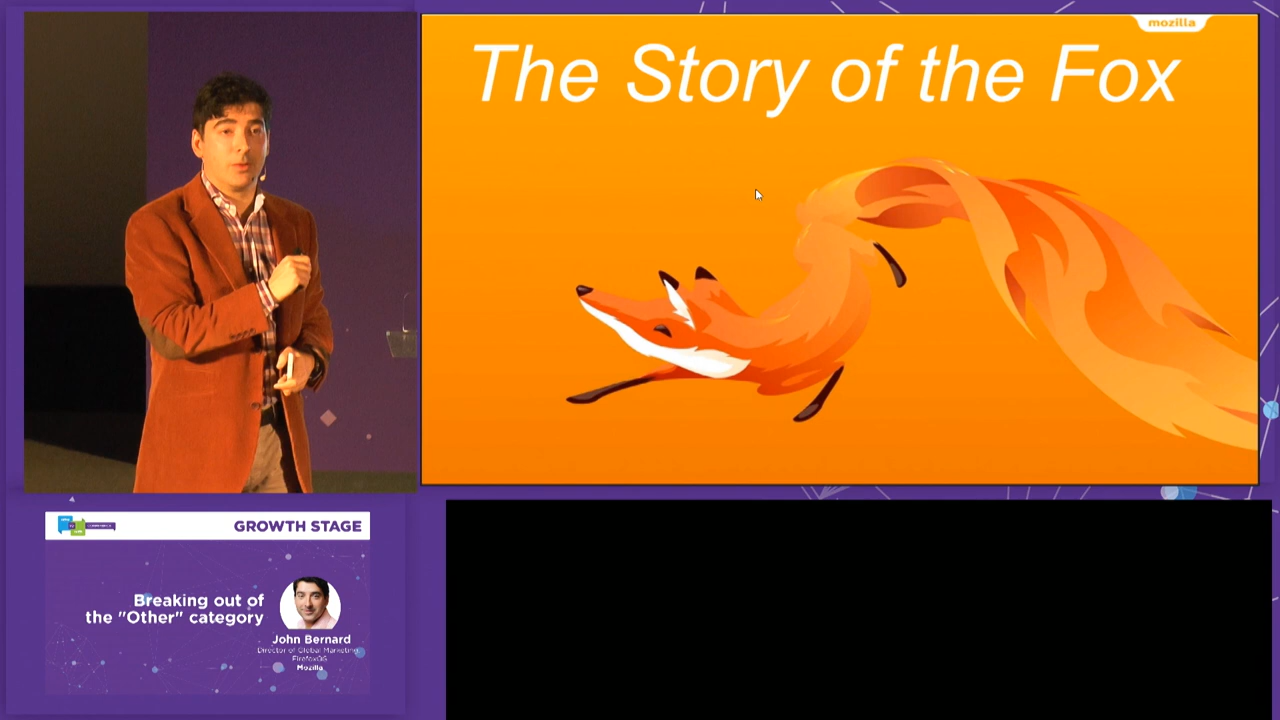 mozilla
The Story of the Fox
GROWTH STAGE
Breaking out of
the "Other" category
John Bernard
Director of Global Marketing,
FirefoxOS
Mozilla